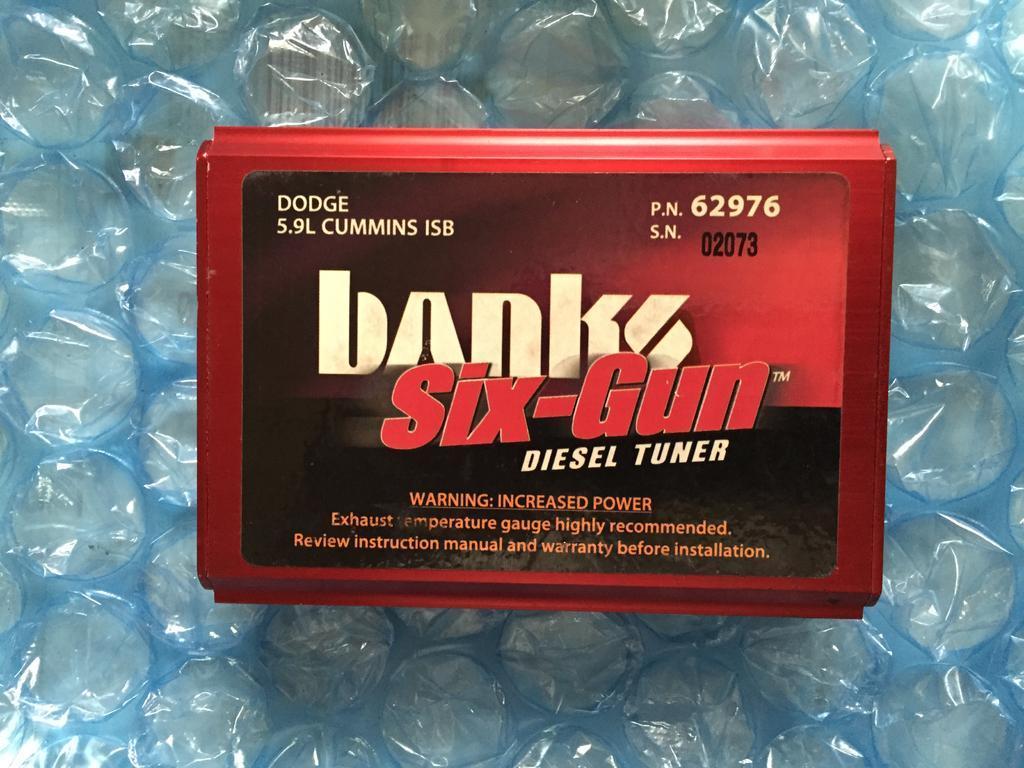 DODGE
5.9L CUMMINS ISB
P.N. 62976
S.N. 02073
banks
Six-Gun™
DIESEL TUNER
WARNING: INCREASED POWER
Exhaust emperature gauge highly recommended.
Review instruction manual and warranty before installation.